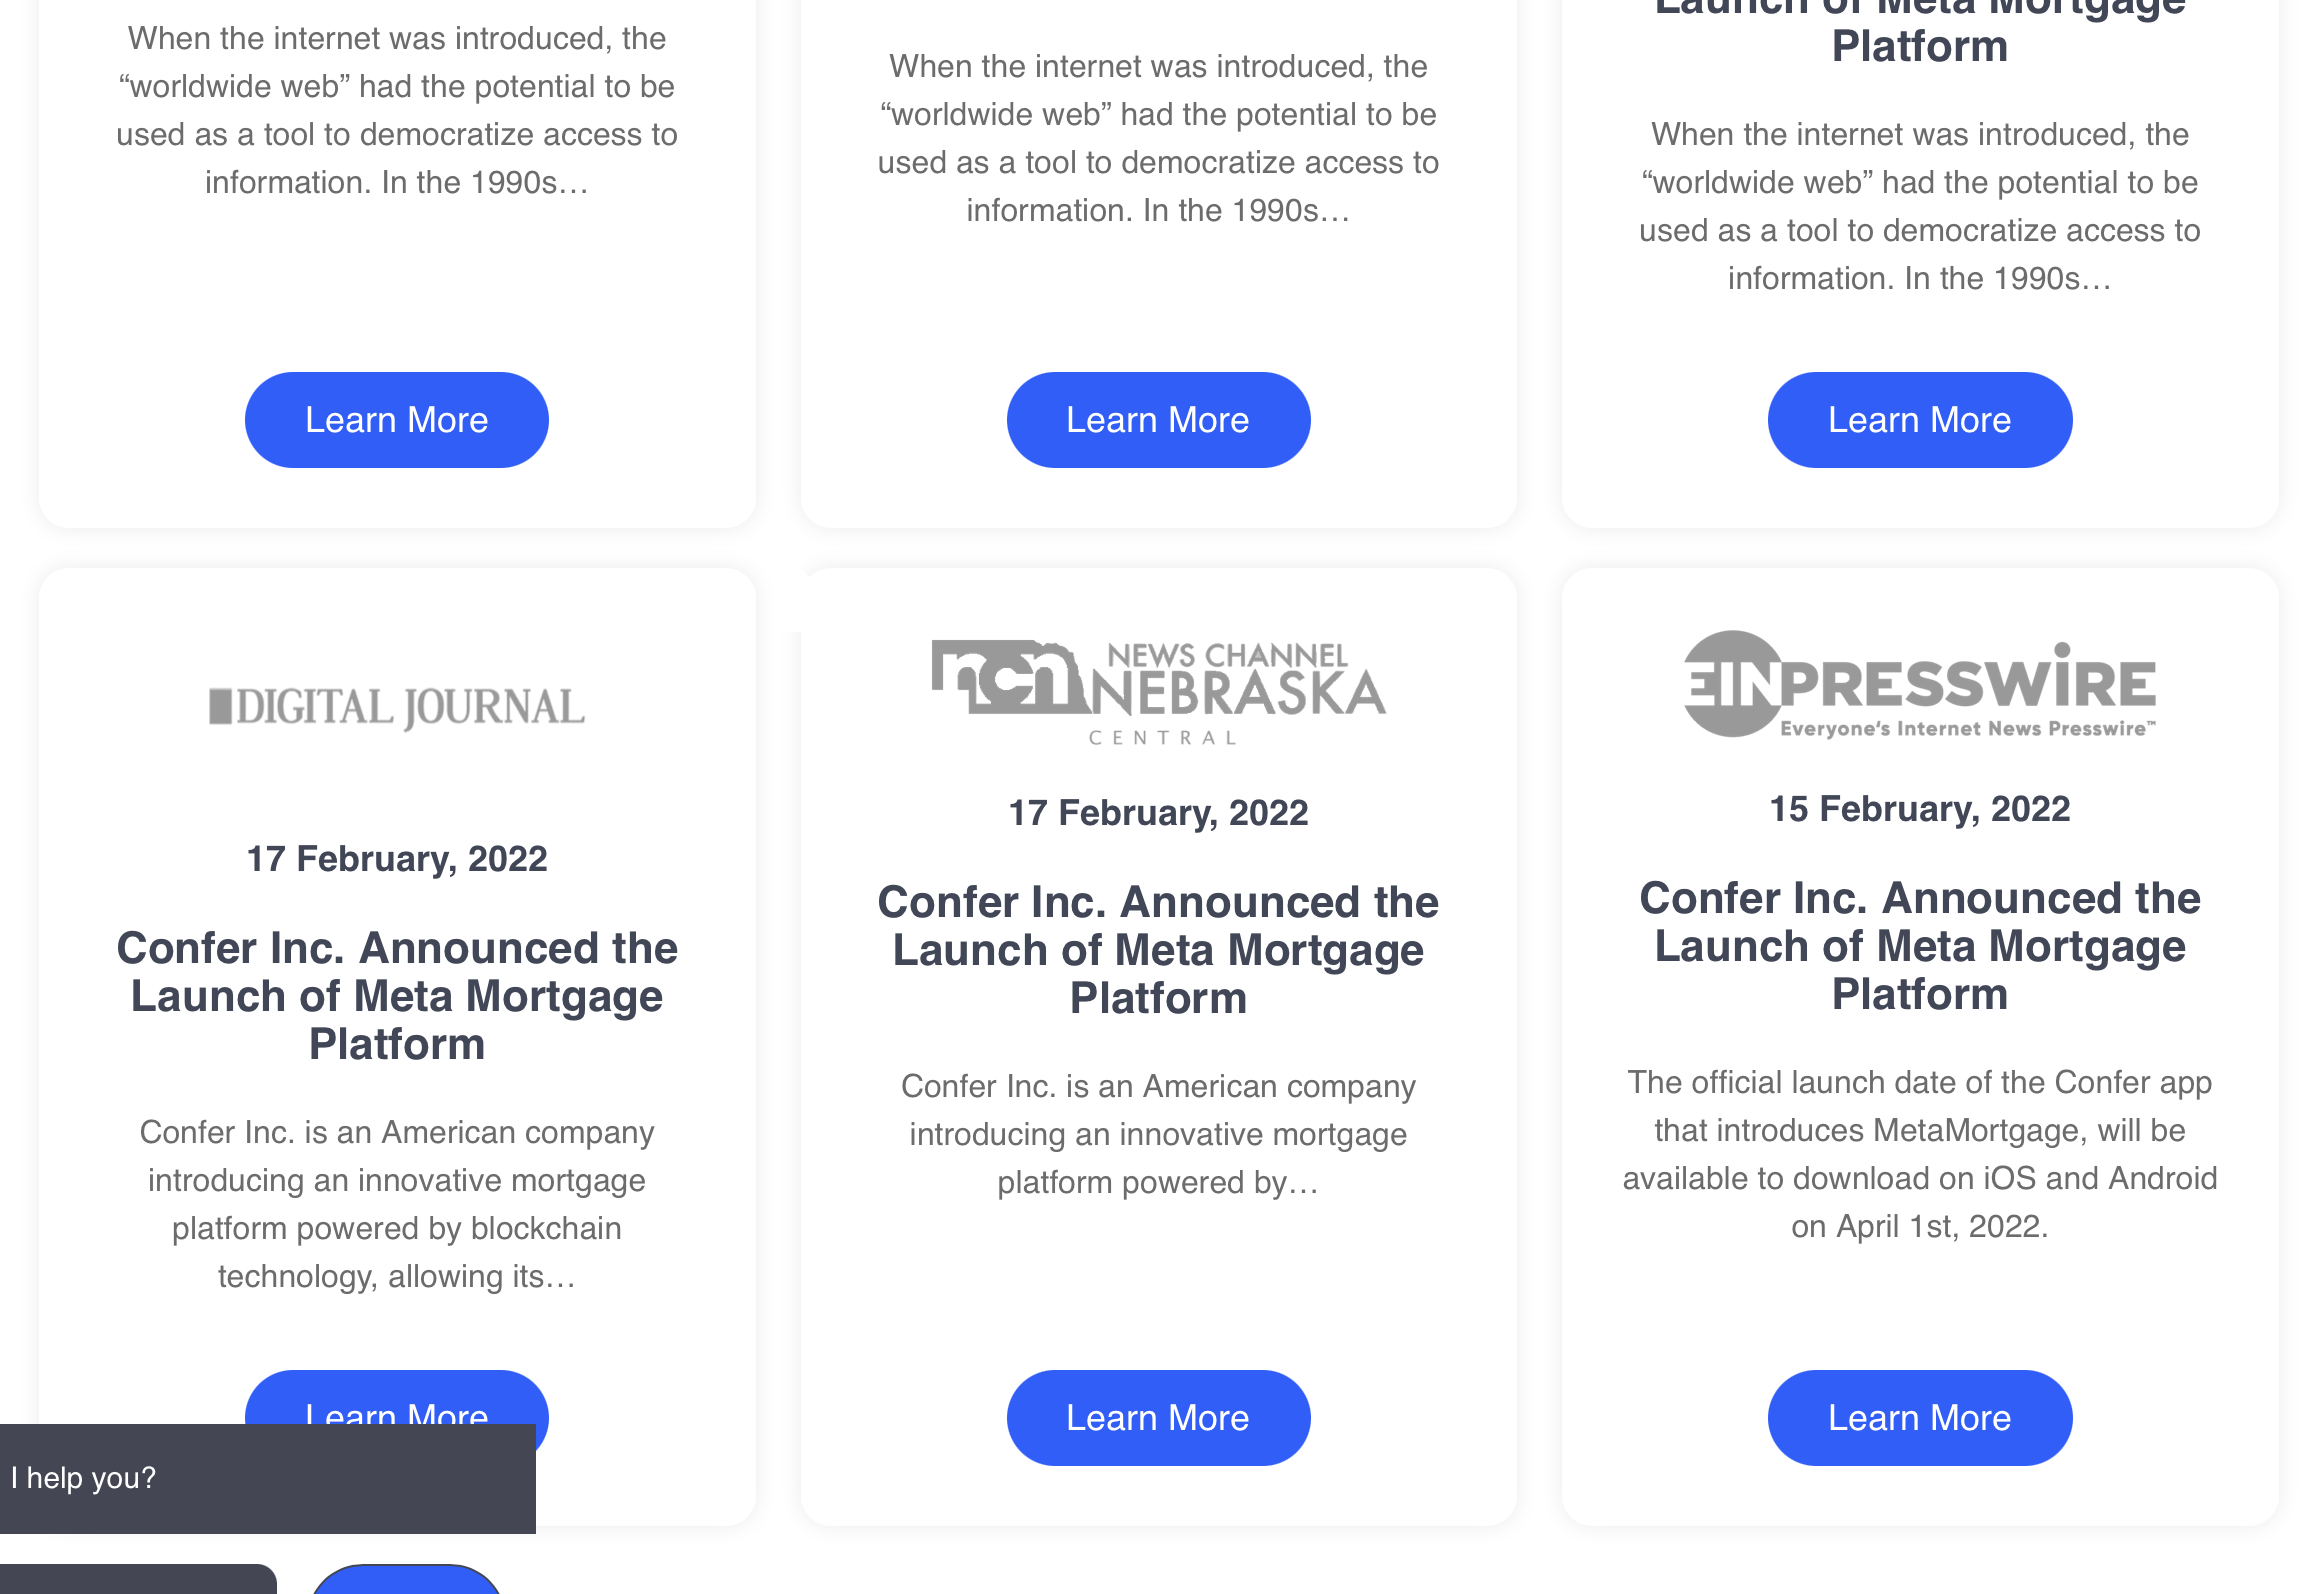 When the internet was introduced, the
“worldwide web” had the potential to be
used as a tool to democratize access to
information. In the 1990s…
Learn More
When the internet was introduced, the
“worldwide web” had the potential to be
used as a tool to democratize access to
information. In the 1990s…
Learn More
Launch of Meta Mortgage
Platform
When the internet was introduced, the
“worldwide web” had the potential to be
used as a tool to democratize access to
information. In the 1990s…
Learn More
DIGITAL JOURNAL
17 February, 2022
Confer Inc. Announced the
Launch of Meta Mortgage
Platform
Confer Inc. is an American company
introducing an innovative mortgage
platform powered by blockchain
technology, allowing its…
Learn More
ncn NEWS CHANNEL
NEBRASKA
CENTRAL
17 February, 2022
Confer Inc. Announced the
Launch of Meta Mortgage
Platform
Confer Inc. is an American company
introducing an innovative mortgage
platform powered by…
Learn More
EINPRESSWIRE
Everyone's Internet News Presswire™
15 February, 2022
Confer Inc. Announced the
Launch of Meta Mortgage
Platform
The official launch date of the Confer app
that introduces MetaMortgage, will be
available to download on iOS and Android
on April 1st, 2022.
Learn More
I help you?